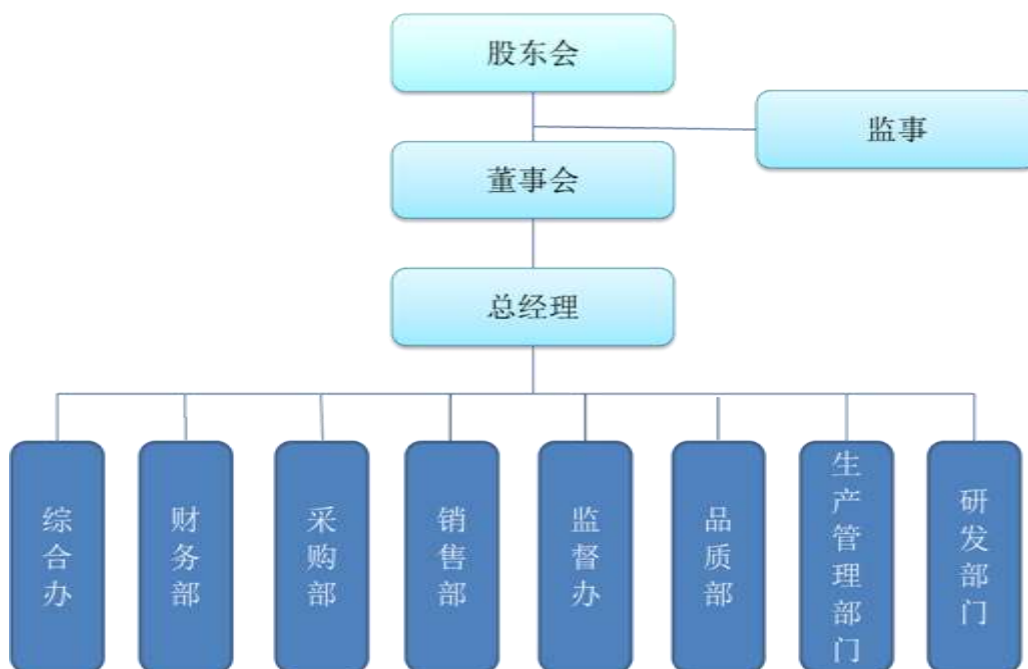 股东会
监事
董事会
总经理
综合办
财务部
采购部
销售部
监督办
品质部
生产管理部门
研发部门